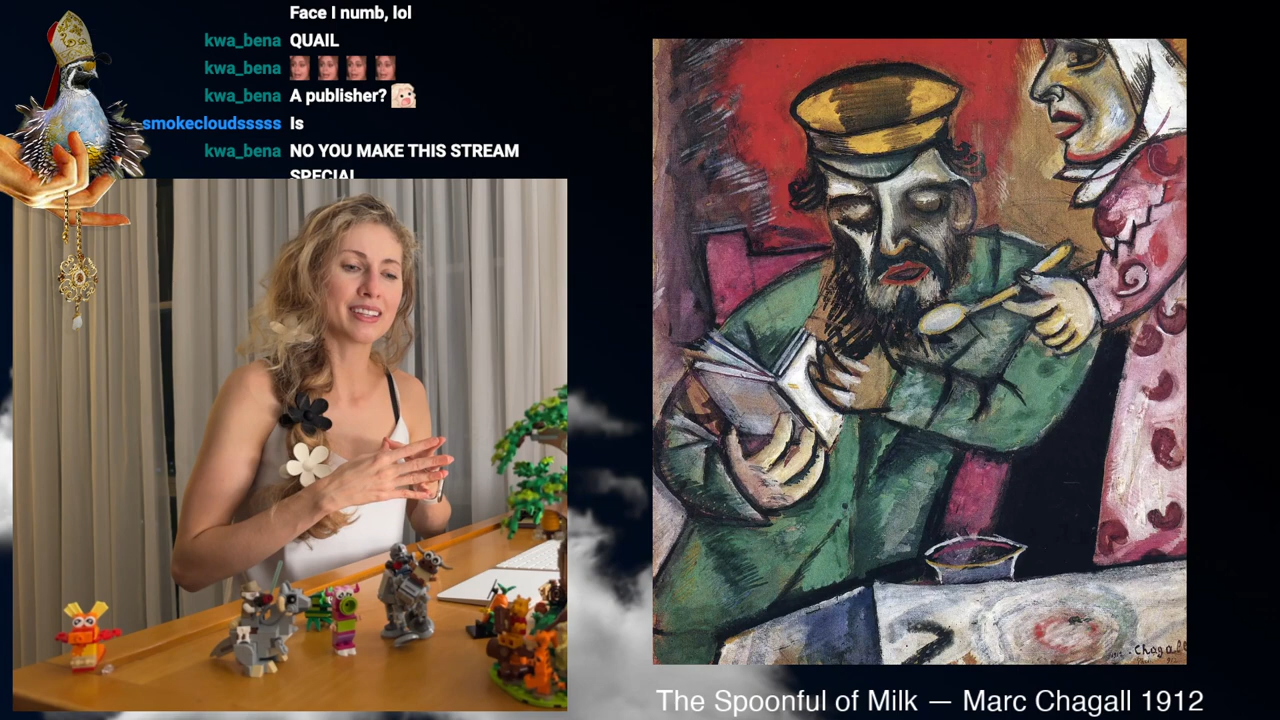 Face I numb, lol
kwa_bena QUAIL
kwa_bena
kwa_bena A publisher?
smokecloudsssss Is
kwa_bena NO YOU MAKE THIS STREAM
SPECIAL
Chagall
The Spoonful of Milk — Marc Chagall 1912